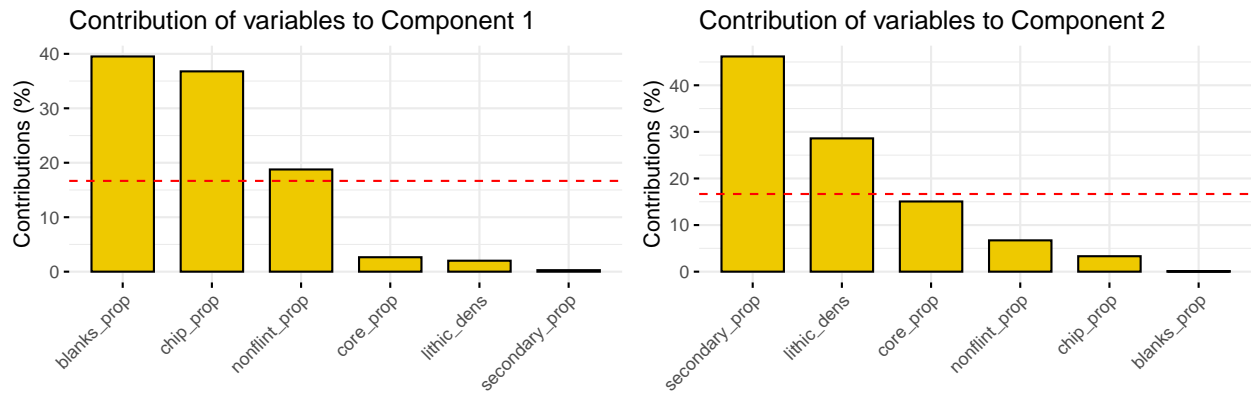 Contribution of variables to Component 1
Contributions (%)
40
30
20
10
0
blanks_prop
chip_prop
nonflint_prop
core_prop
lithic_dens
secondary_prop
Contribution of variables to Component 2
Contributions (%)
40
30
20
10
0
secondary_prop
lithic_dens
core_prop
nonflint_prop
chip_prop
blanks_prop